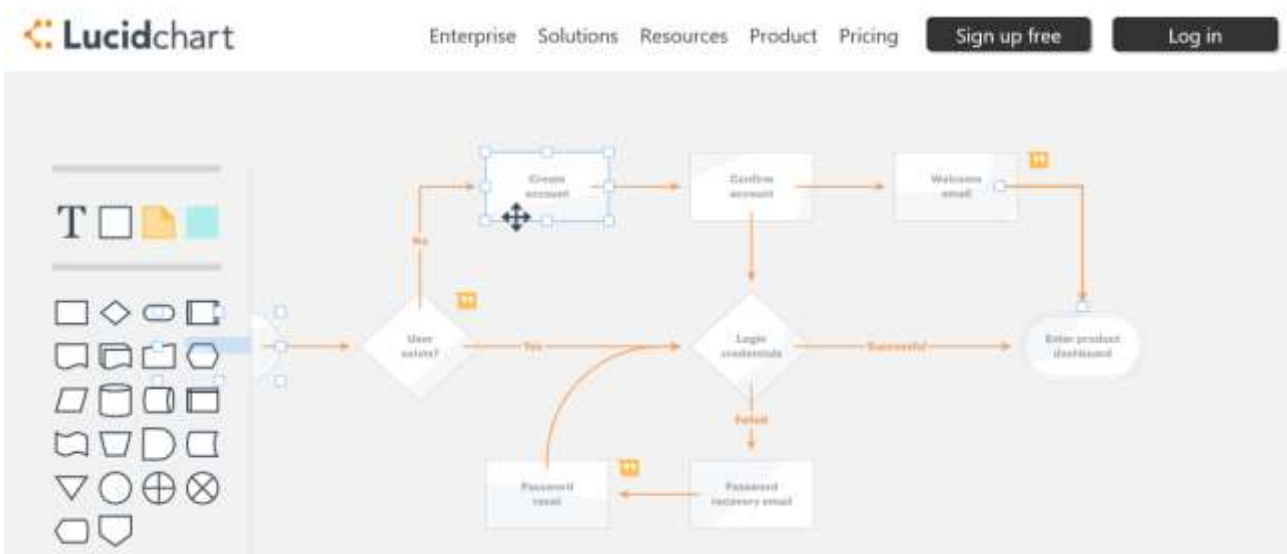 Lucidchart
Enterprise Solutions Resources Product Pricing Sign up free Log in
T
Create
account
Confirm
account
Welcome
email
No
User
exists?
Yes
Login
credentials
Successful
Enter product
dashboard
Failed
Password
reset
Password
recovery email